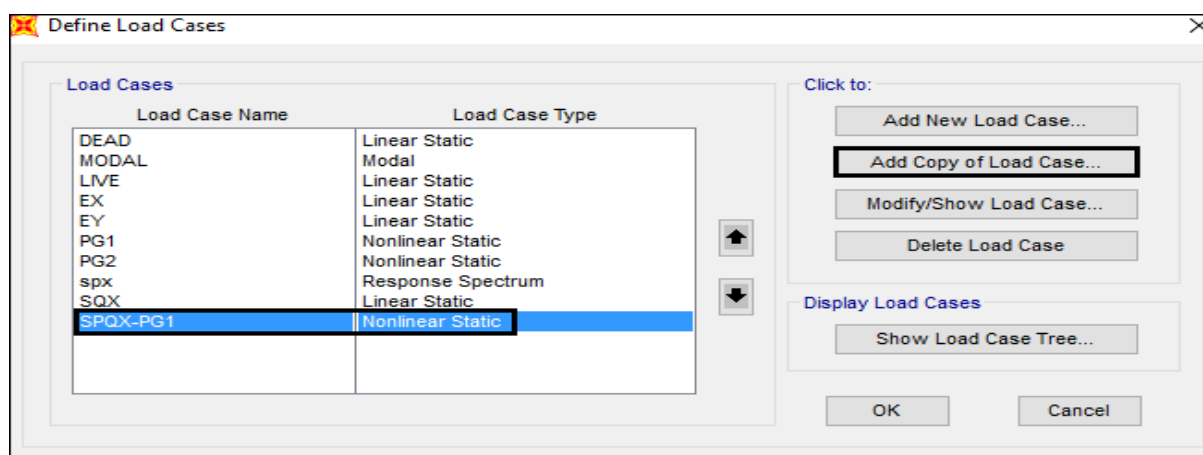 Define Load Cases
Load Cases
Click to:
Load Case Name Load Case Type
Add New Load Case...
DEAD Linear Static
MODAL Modal
Add Copy of Load Case...
LIVE Linear Static
EX Linear Static
Modify/Show Load Case...
EY Linear Static
PG1 Nonlinear Static
Delete Load Case
PG2 Nonlinear Static
spx Response Spectrum
SQX Linear Static
Display Load Cases
SPQX-PG1 Nonlinear Static
Show Load Case Tree...
OK Cancel